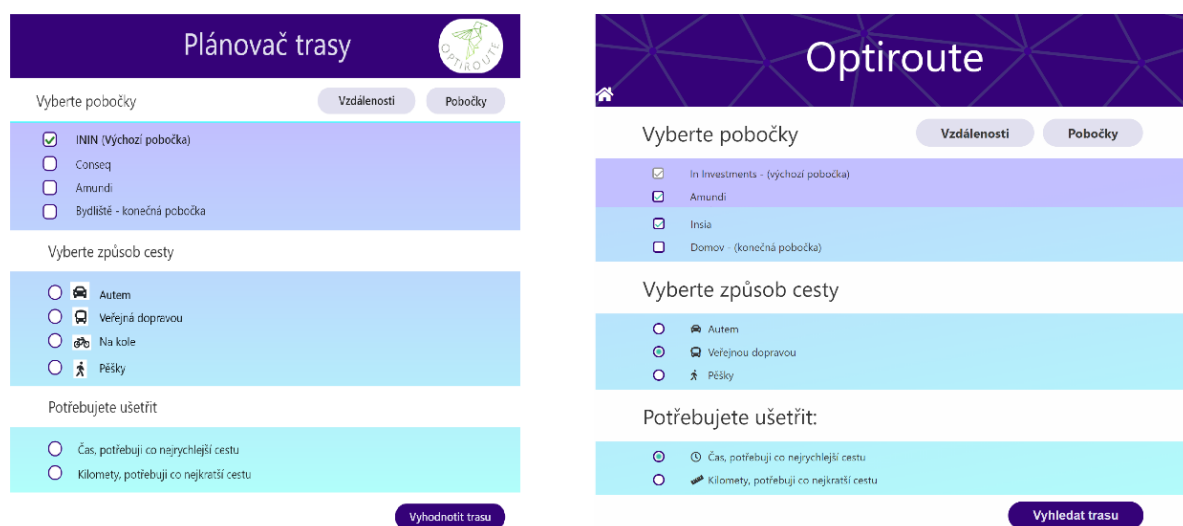 Plánovač trasy
OPTIROUTE
Vyberte pobočky
Vzdálenosti
Pobočky
ININ (Výchozí pobočka)
Conseq
Amundi
Bydliště - konečná pobočka
Vyberte způsob cesty
Autem
Veřejná dopravou
Na kole
Pěšky
Potřebujete ušetřit
Čas, potřebuji co nejrychlejší cestu
Kilomety, potřebuji co nejkratší cestu
Vyhodnotit trasu
Optiroute
Vyberte pobočky
Vzdálenosti
Pobočky
In Investments - (výchozí pobočka)
Amundi
Insia
Domov - (konečná pobočka)
Vyberte způsob cesty
Autem
Veřejnou dopravou
Pěšky
Potřebujete ušetřit:
Čas, potřebuji co nejrychlejší cestu
Kilomety, potřebuji co nejkratší cestu
Vyhledat trasu